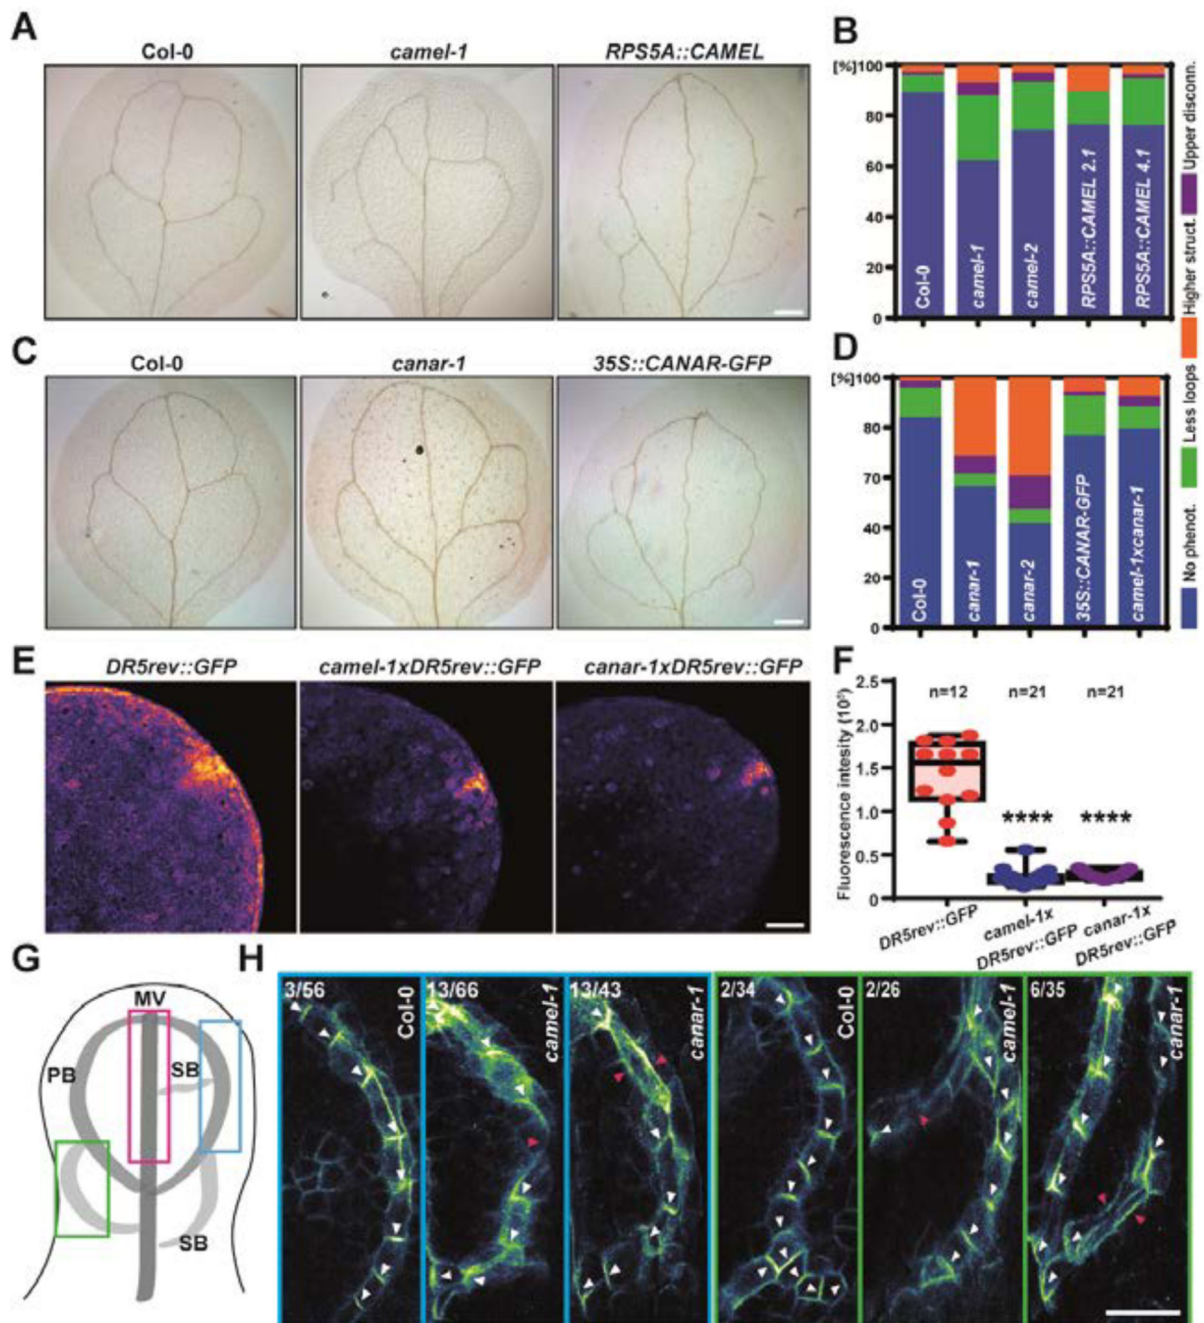 A
Col-0
camel-1
RPS5A::CAMEL
B
[%]100
80
60
40
20
0
Col-0
camel-1
camel-2
RPS5A::CAMEL 2.1
RPS5A::CAMEL 4.1
C
Col-0
canar-1
35S::CANAR-GFP
D
[%]100
80
70
40
20
0
Col-0
canar-1
canar-2
35S::CANAR-GFP
camel-1xcanar-1
No phenot.
Less loops
Higher struct.
Upper disconn.
E
DR5rev::GFP
camel-1xDR5rev::GFP
canar-1xDR5rev::GFP
F
Fluorescence intesity (10⁵)
2.5
2.0
1.5
1.0
0.5
0
n=12
n=21
n=21
****
****
DR5rev::GFP
camel-1x
DR5rev::GFP
canar-1x
DR5rev::GFP
G
MV
PB
SB
SB
H
3/56
Col-0
13/66
camel-1
13/43
canar-1
2/34
Col-0
2/26
camel-1
6/35
canar-1